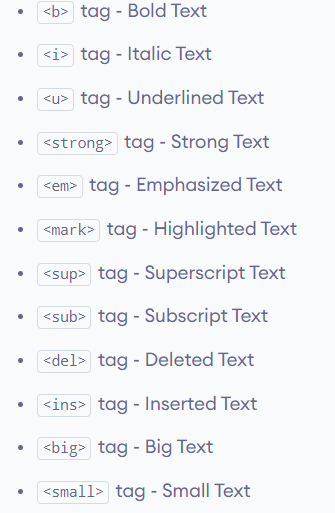 <b> tag - Bold Text
<i> tag - Italic Text
<u> tag - Underlined Text
<strong> tag - Strong Text
<em> tag - Emphasized Text
<mark> tag - Highlighted Text
<sup> tag - Superscript Text
<sub> tag - Subscript Text
<del> tag - Deleted Text
<ins> tag - Inserted Text
<big> tag - Big Text
<small> tag - Small Text